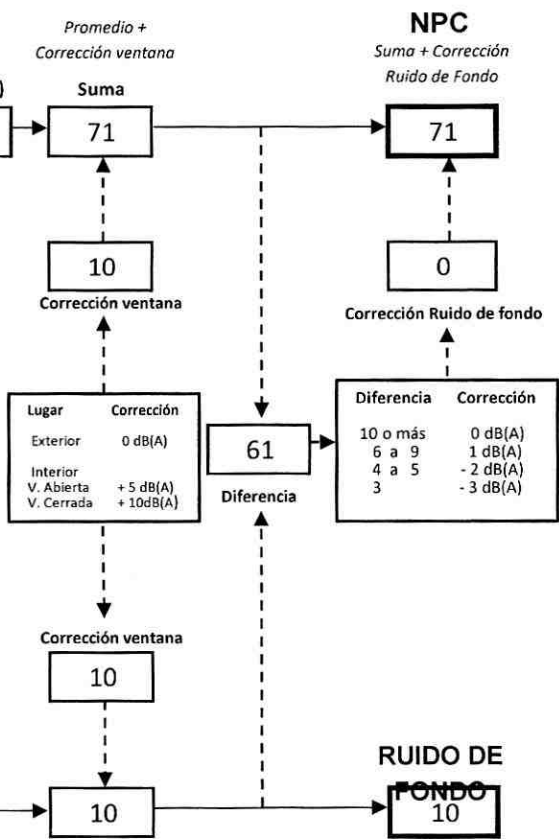 Promedio +
Corrección ventana
NPC
Suma + Corrección
Ruido de Fondo
)
Suma
71
71
10
0
Corrección ventana
Corrección Ruido de fondo
Lugar Corrección
Exterior 0 dB(A)
Interior
V. Abierta + 5 dB(A)
V. Cerrada + 10dB(A)
61
Diferencia
Diferencia Corrección
10 o más 0 dB(A)
6 a 9 1 dB(A)
4 a 5 - 2 dB(A)
3 - 3 dB(A)
Corrección ventana
10
RUIDO DE
FONDO
10
10